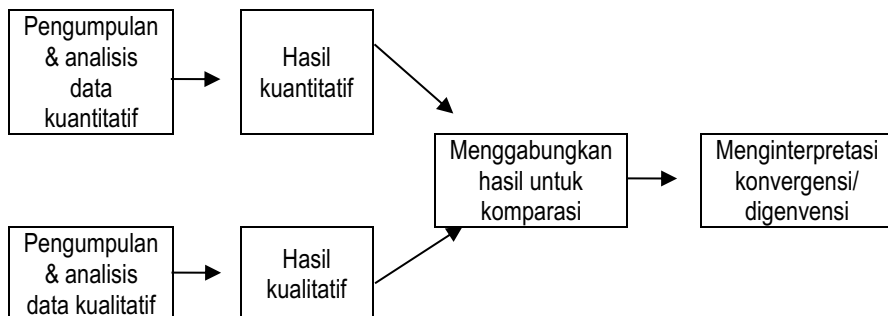 Pengumpulan
& analisis
data
kuantitatif
Hasil
kuantitatif
Menggabungkan
hasil untuk
komparasi
Menginterpretasi
konvergensi/
digenvensi
Pengumpulan
& analisis
data kualitatif
Hasil
kualitatif